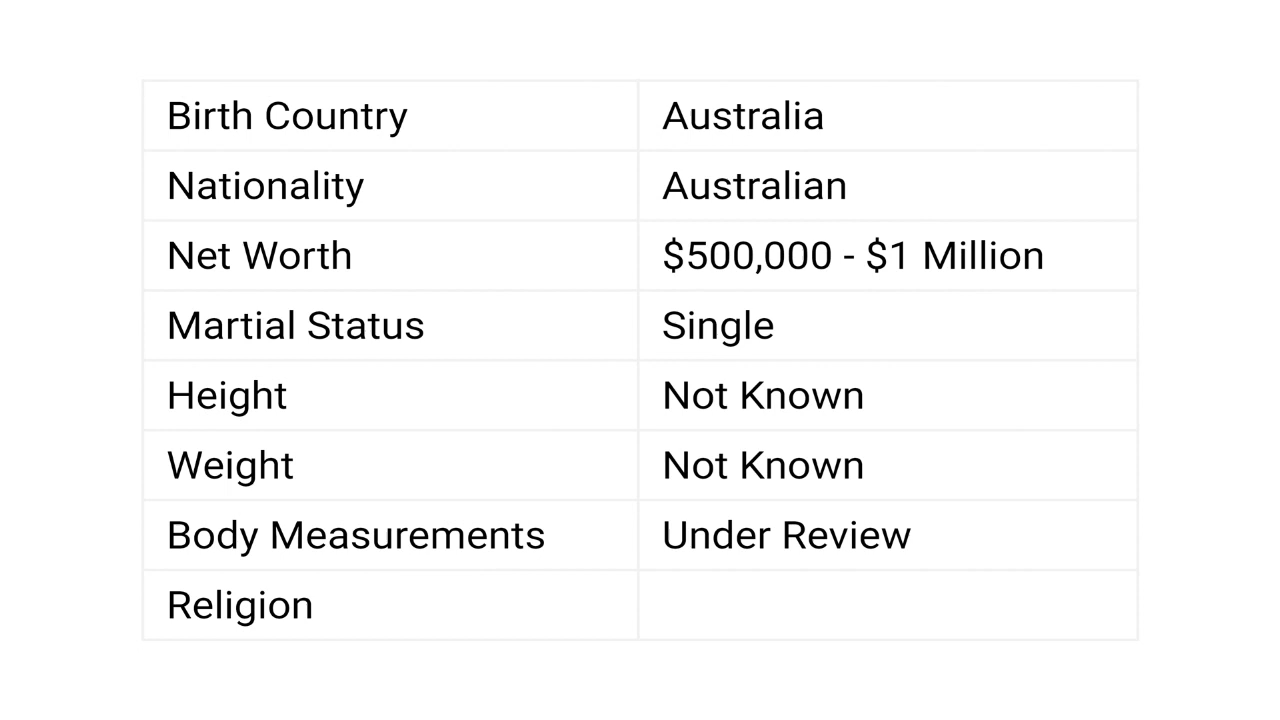 Birth Country Australia
Nationality Australian
Net Worth $500,000 - $1 Million
Martial Status Single
Height Not Known
Weight Not Known
Body Measurements Under Review
Religion